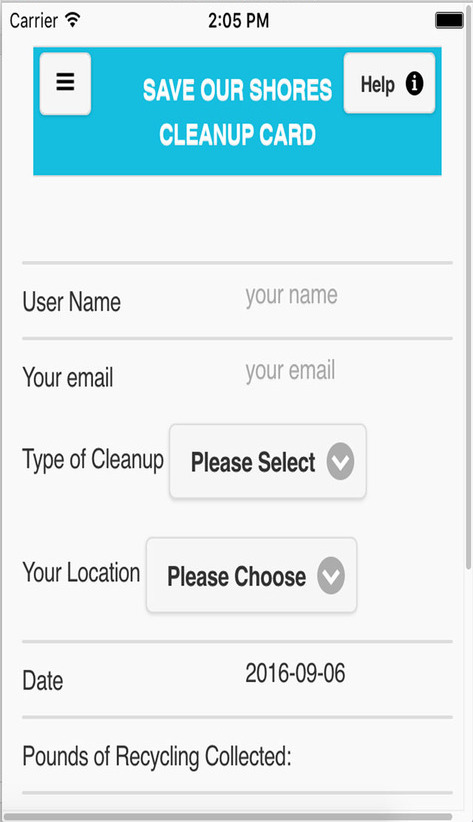 Carrier 2:05 PM
SAVE OUR SHORES Help
CLEANUP CARD
User Name your name
Your email your email
Type of Cleanup Please Select
Your Location Please Choose
Date 2016-09-06
Pounds of Recycling Collected: